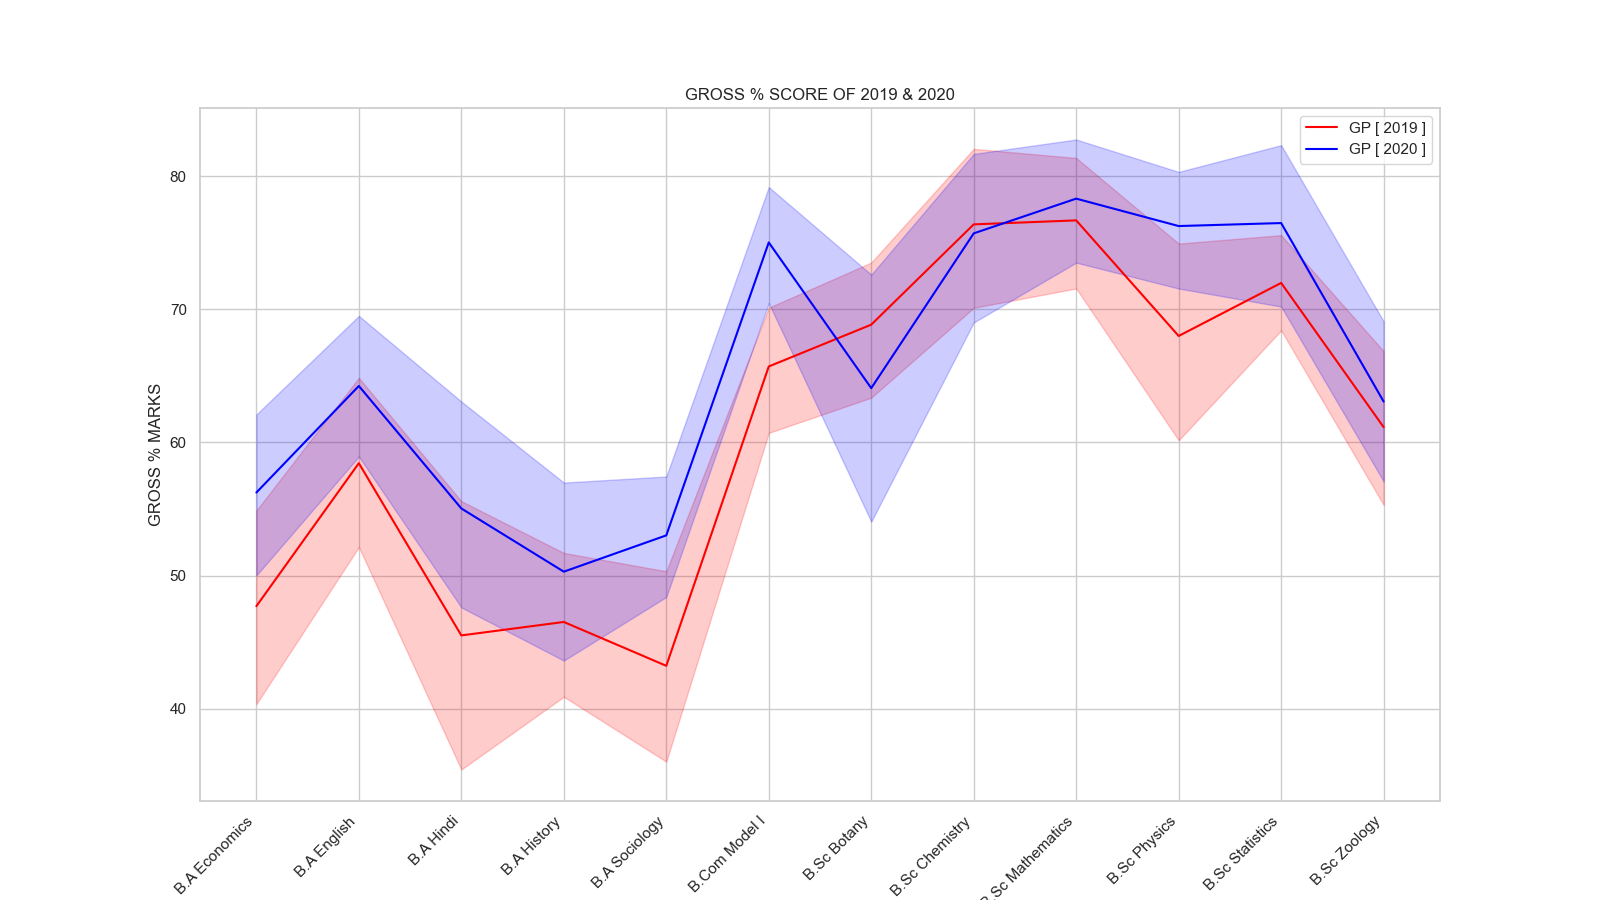 GROSS % SCORE OF 2019 & 2020
GP [ 2019 ]
GP [ 2020 ]
80
70
60
50
40
GROSS % MARKS
B.A Economics
B.A English
B.A Hindi
B.A History
B.A Sociology
B.Com Model I
B.Sc Botany
B.Sc Chemistry
B.Sc Mathematics
B.Sc Physics
B.Sc Statistics
B.Sc Zoology